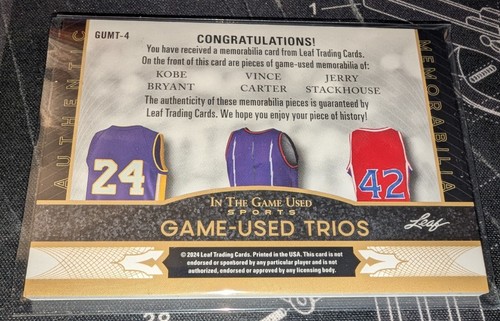 GUMT-4
CONGRATULATIONS!
You have received a memorabilia card from Leaf Trading Cards.
On the front of this card are pieces of game-used memorabilia of:
KOBE VINCE JERRY
BRYANT CARTER STACKHOUSE
The authenticity of these memorabilia pieces is guaranteed by
Leaf Trading Cards. We hope you enjoy your piece of history!
AUTHENTIC
MEMORABILIA
24
42
IN THE GAME USED
SPORTS
GAME-USED TRIOS
Leaf
© 2024 Leaf Trading Cards. Printed in the USA. This card is not
endorsed or sponsored by any particular player and is not
authorized, endorsed or approved by any licensing body.
1